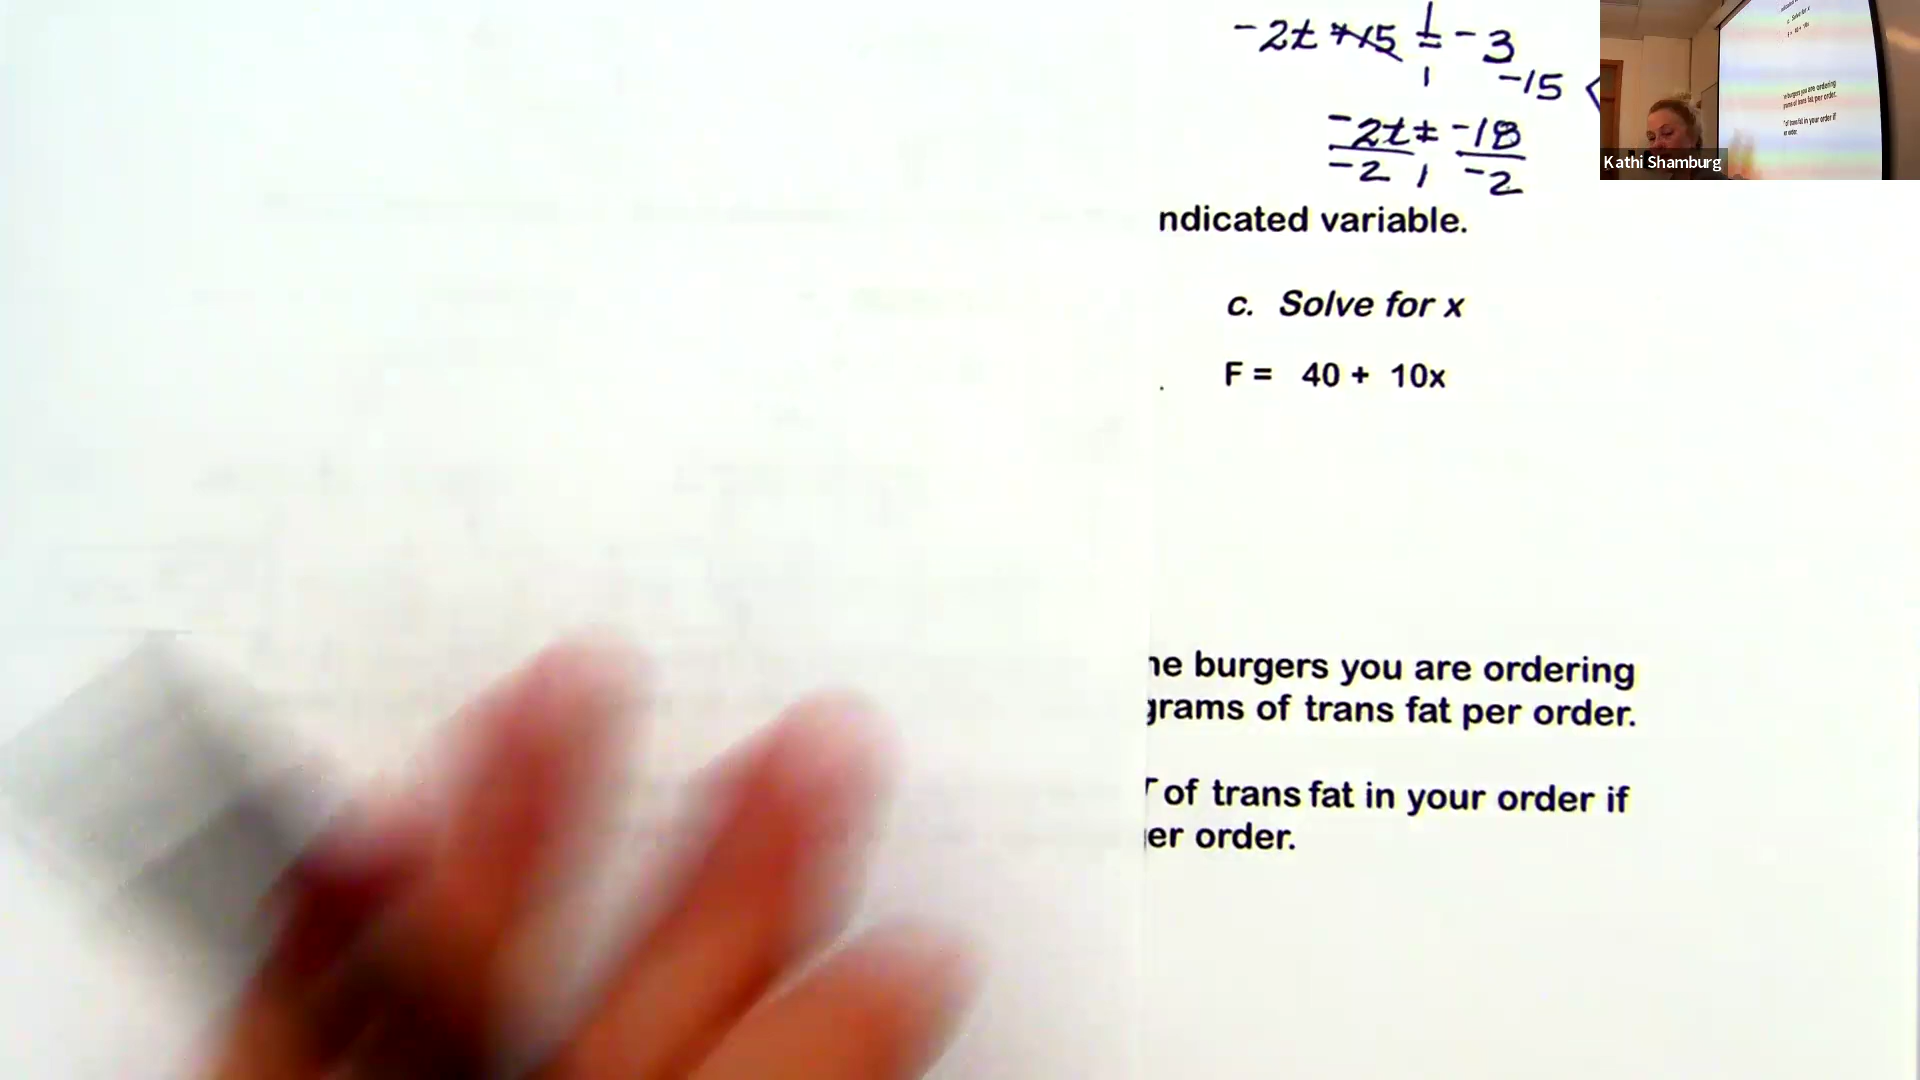 -2t +15 = -3
-15
-2t = -18
-2 -2
ndicated variable.
c. Solve for x
F = 40 + 10x
he burgers you are ordering
grams of trans fat per order.
T of trans fat in your order if
er order.
Kathi Shamburg